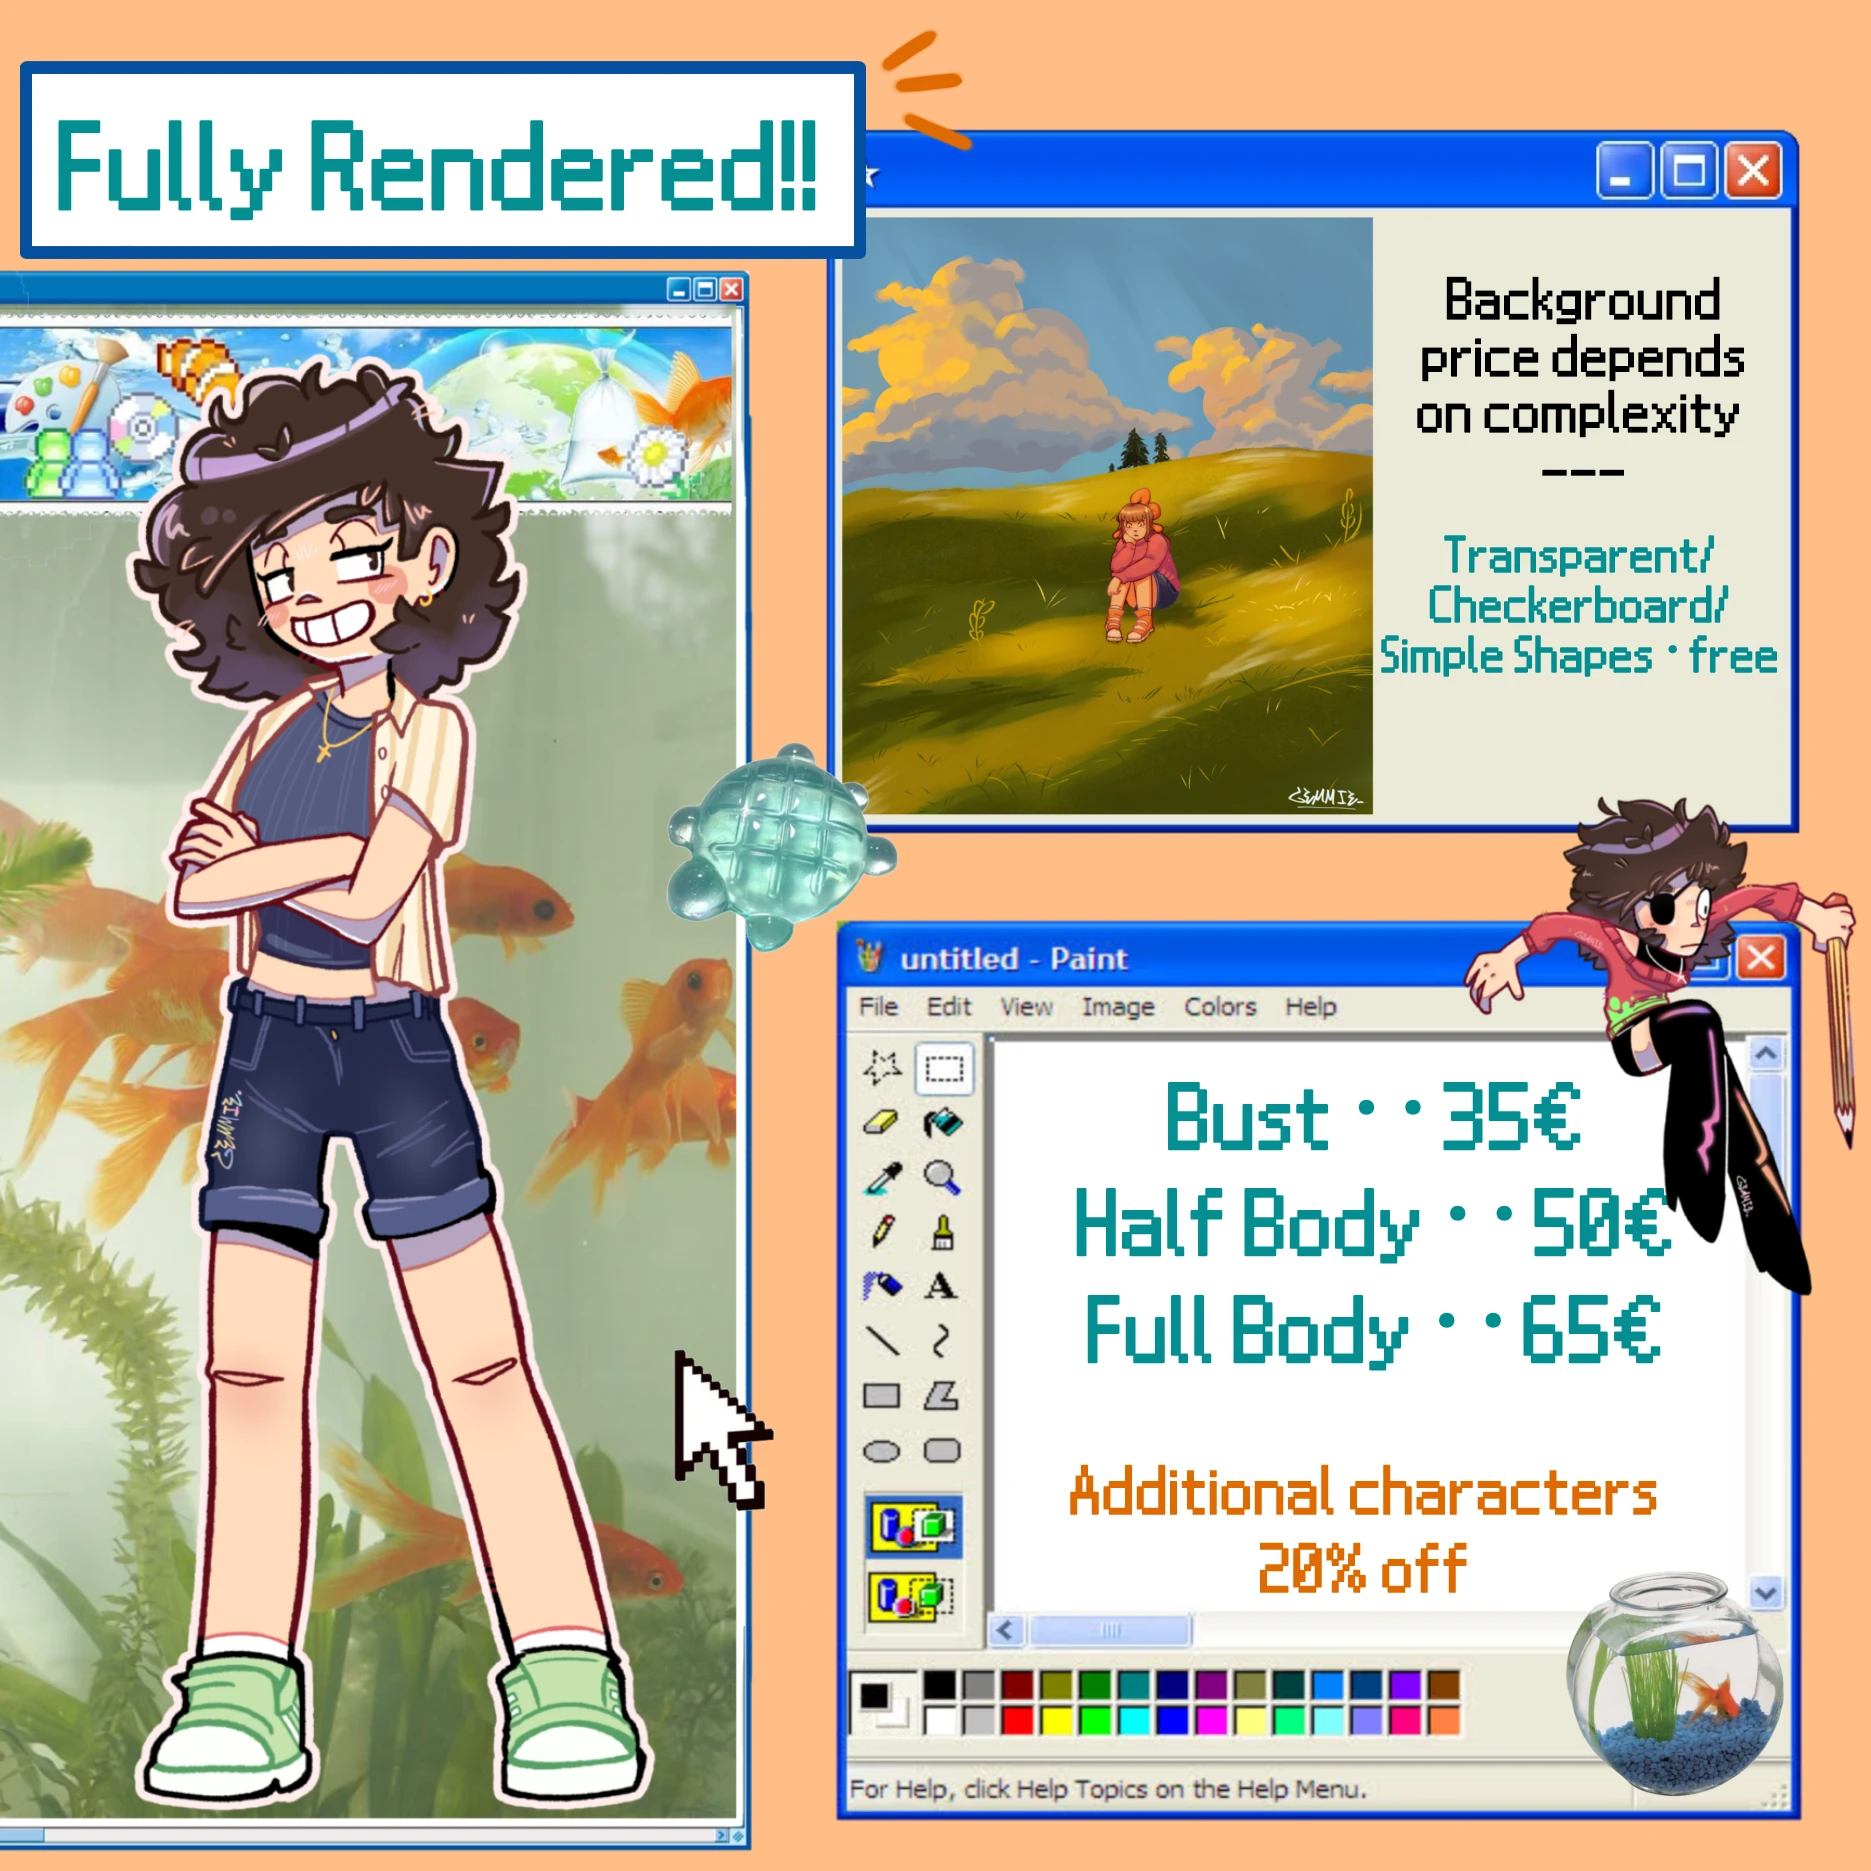 Fully Rendered!!
Background
price depends
on complexity
---
Transparent/
Checkerboard/
Simple Shapes · free
GEMMIE
untitled - Paint
File Edit View Image Colors Help
A
Bust · · 35€
Half Body · · 50€
Full Body · · 65€
Additional characters
20% off
For Help, click Help Topics on the Help Menu.